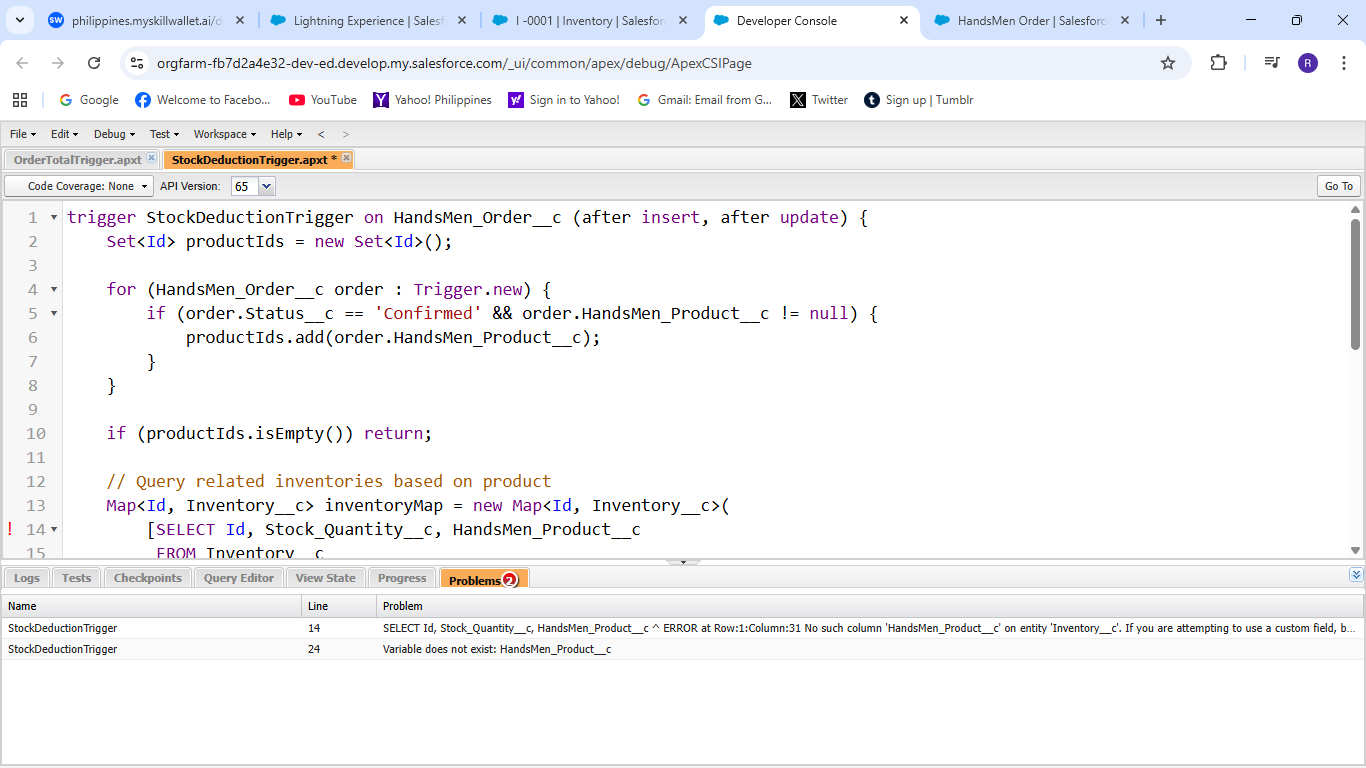 philippines.myskillwallet.ai/d
Lightning Experience | Salesf
I -0001 | Inventory | Salesfor
Developer Console
HandsMen Order | Salesforc
orgfarm-fb7d2a4e32-dev-ed.develop.my.salesforce.com/_ui/common/apex/debug/ApexCSIPage
R
Google
Welcome to Facebo...
YouTube
Yahoo! Philippines
Sign in to Yahoo!
Gmail: Email from G...
Twitter
Sign up | Tumblr
File Edit Debug Test Workspace Help < >
OrderTotalTrigger.apxt
StockDeductionTrigger.apxt *
Code Coverage: None
API Version:
65
Go To
1 trigger StockDeductionTrigger on HandsMen_Order__c (after insert, after update) {
2 Set<Id> productIds = new Set<Id>();
3
4 for (HandsMen_Order__c order : Trigger.new) {
5 if (order.Status__c == 'Confirmed' && order.HandsMen_Product__c != null) {
6 productIds.add(order.HandsMen_Product__c);
7 }
8 }
9
10 if (productIds.isEmpty()) return;
11
12 // Query related inventories based on product
13 Map<Id, Inventory__c> inventoryMap = new Map<Id, Inventory__c>(
! 14 [SELECT Id, Stock_Quantity__c, HandsMen_Product__c
15 FROM Inventory__c
Logs
Tests
Checkpoints
Query Editor
View State
Progress
Problems 2
Name Line Problem
StockDeductionTrigger 14 SELECT Id, Stock_Quantity__c, HandsMen_Product__c ^ ERROR at Row:1:Column:31 No such column 'HandsMen_Product__c' on entity 'Inventory__c'. If you are attempting to use a custom field, b...
StockDeductionTrigger 24 Variable does not exist: HandsMen_Product__c